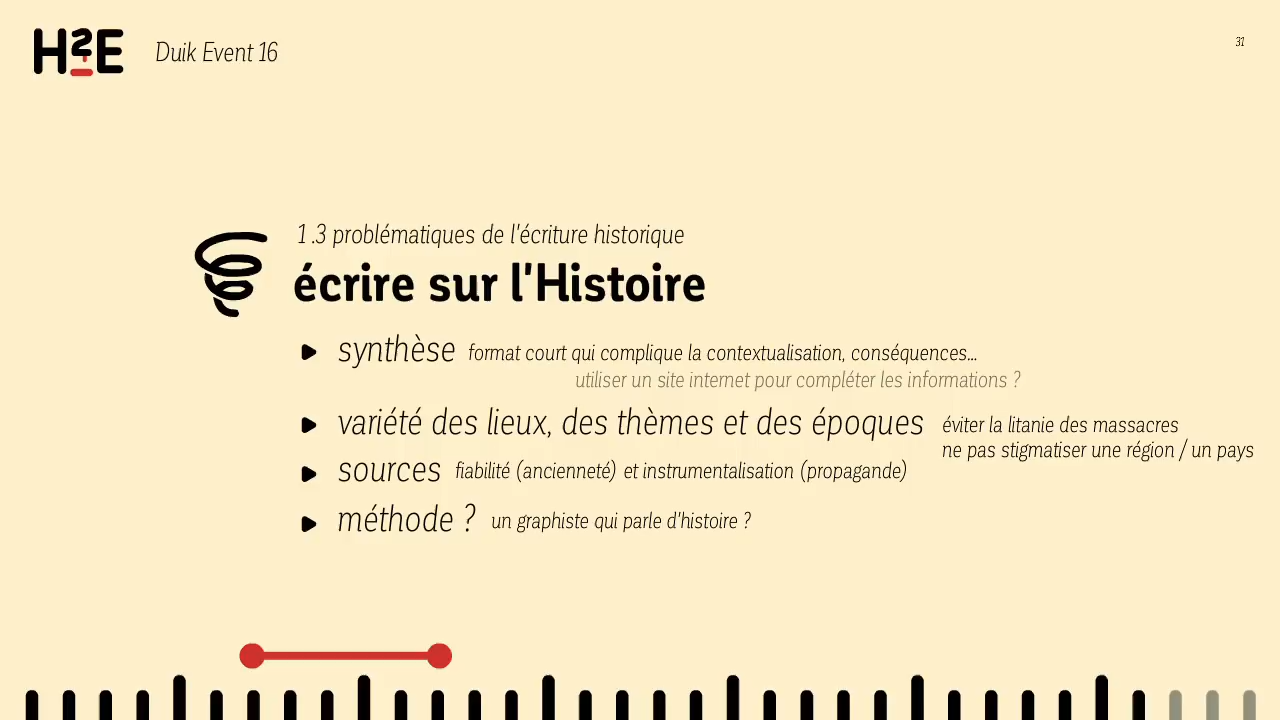 H2E
Duik Event 16
31
1.3 problématiques de l'écriture historique
écrire sur l'Histoire
synthèse format court qui complique la contextualisation, conséquences...
utiliser un site internet pour compléter les informations ?
variété des lieux, des thèmes et des époques éviter la litanie des massacres
ne pas stigmatiser une région / un pays
sources fiabilité (ancienneté) et instrumentalisation (propagande)
méthode ? un graphiste qui parle d'histoire ?